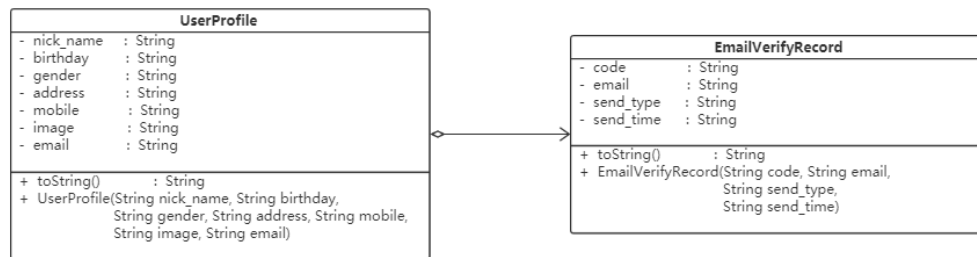 UserProfile
- nick_name : String
- birthday : String
- gender : String
- address : String
- mobile : String
- image : String
- email : String
+ toString() : String
+ UserProfile(String nick_name, String birthday,
String gender, String address, String mobile,
String image, String email)
EmailVerifyRecord
- code : String
- email : String
- send_type : String
- send_time : String
+ toString() : String
+ EmailVerifyRecord(String code, String email,
String send_type,
String send_time)